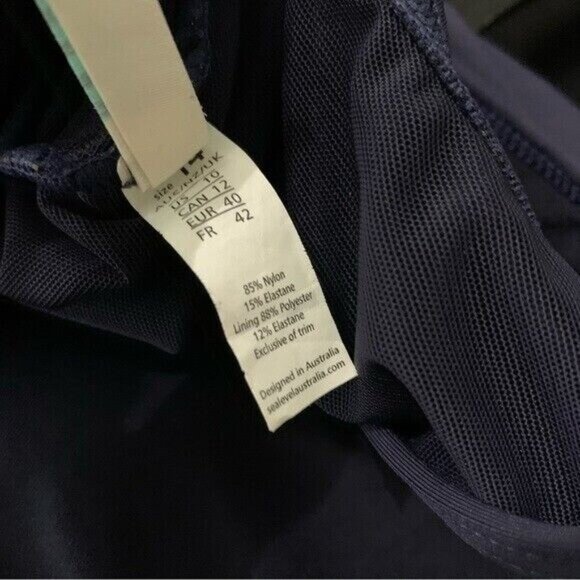 size 14
AUS/NZ/UK
US 10
CAN 12
EUR 40
FR 42
85% Nylon
15% Elastane
Lining 88% Polyester
12% Elastane
Exclusive of trim
Designed in Australia
sealevelaustralia.com